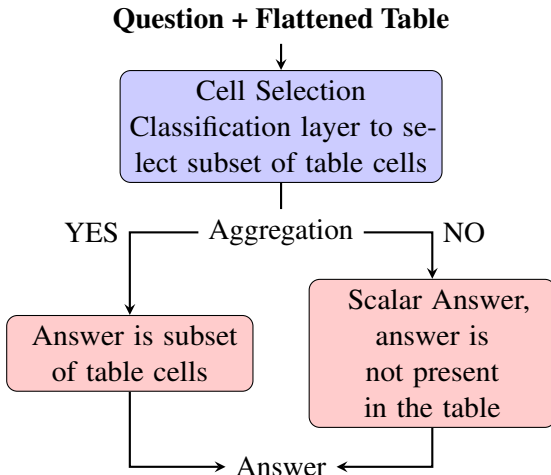 Question + Flattened Table
Cell Selection
Classification layer to se-
lect subset of table cells
YES
Aggregation
NO
Answer is subset
of table cells
Scalar Answer,
answer is
not present
in the table
Answer